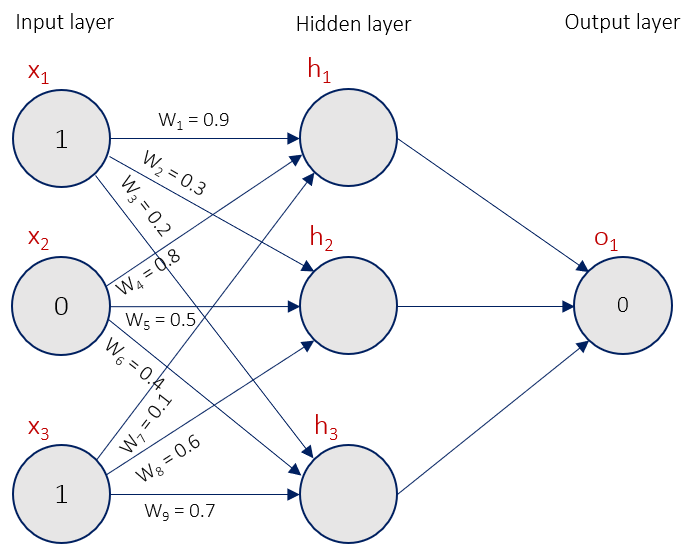 Input layer
Hidden layer
Output layer
x₁
h₁
1
W₁ = 0.9
W₂ = 0.3
W₃ = 0.2
x₂
h₂
o₁
0
W₄ = 0.8
W₅ = 0.5
0
W₆ = 0.4
x₃
h₃
W₇ = 0.1
W₈ = 0.6
1
W₉ = 0.7